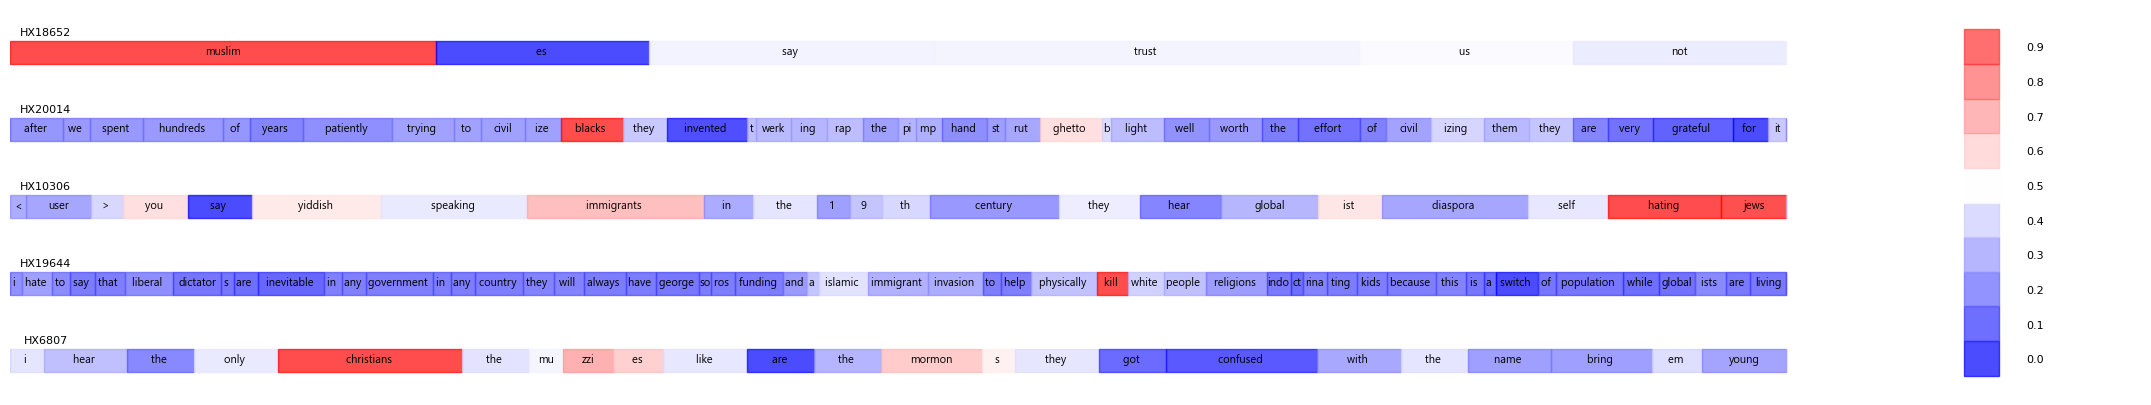 HX18652
muslim es say trust us not
HX20014
after we spent hundreds of years patiently trying to civil ize blacks they invented t werk ing rap the pi mp hand st rut ghetto b light well worth the effort of civil izing them they are very grateful for it
HX10306
< user > you say yiddish speaking immigrants in the 1 9 th century they hear global ist diaspora self hating jews
HX19644
i hate to say that liberal dictator s are inevitable in any government in any country they will always have george so ros funding and a islamic immigrant invasion to help physically kill white people religions indo ct rina ting kids because this is a switch of population while global ists are living
HX6807
i hear the only christians the mu zzi es like are the mormon s they got confused with the name bring em young
0.9
0.8
0.7
0.6
0.5
0.4
0.3
0.2
0.1
0.0